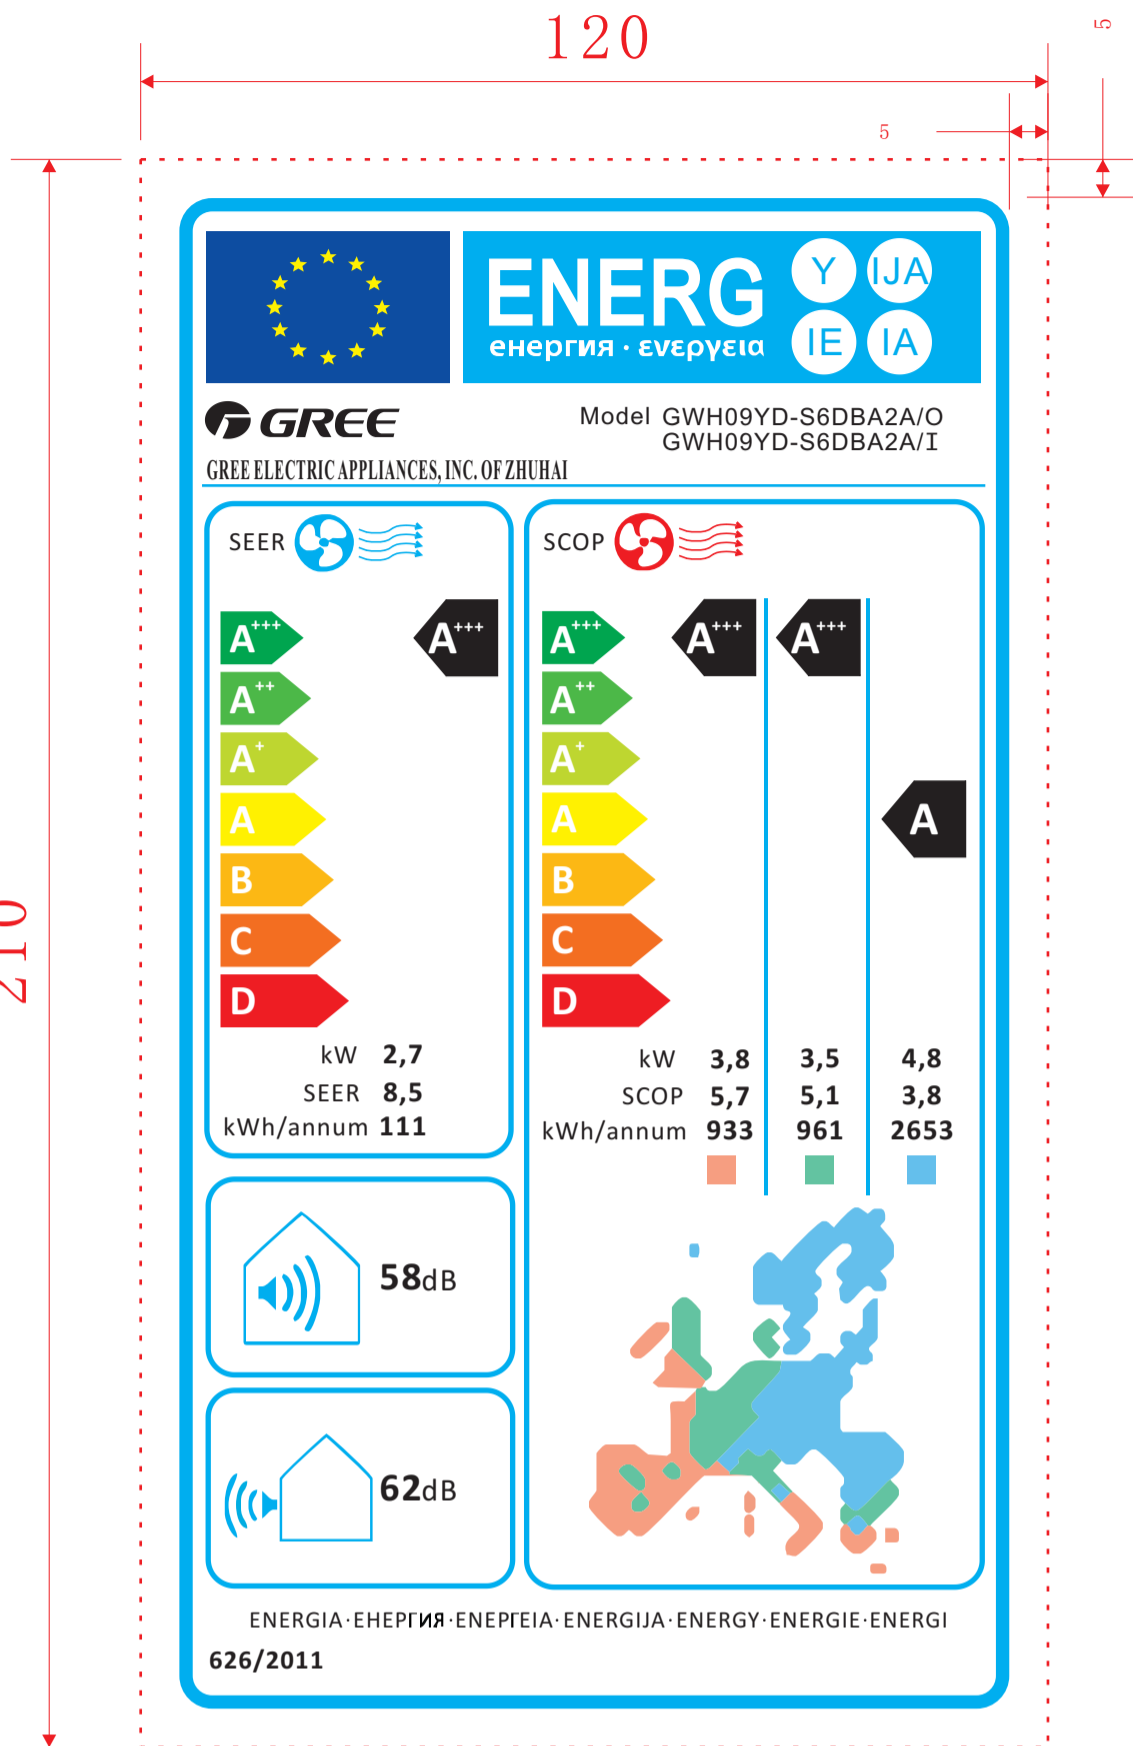 120
5
5
210
ENERG
енергия · ενεργεια
Y IJA
IE IA
GREE
Model GWH09YD-S6DBA2A/O
GWH09YD-S6DBA2A/I
GREE ELECTRIC APPLIANCES, INC. OF ZHUHAI
SEER
A+++ A+++
A++
A+
A
B
C
D
kW 2,7
SEER 8,5
kWh/annum 111
SCOP
A+++ A+++ A+++
A++
A+
A A
B
C
D
kW 3,8 3,5 4,8
SCOP 5,7 5,1 3,8
kWh/annum 933 961 2653
58dB
62dB
ENERGIA·ЕНЕРГИЯ·ΕΝΕΡΓΕΙΑ·ENERGIJA·ENERGY·ENERGIE·ENERGI
626/2011